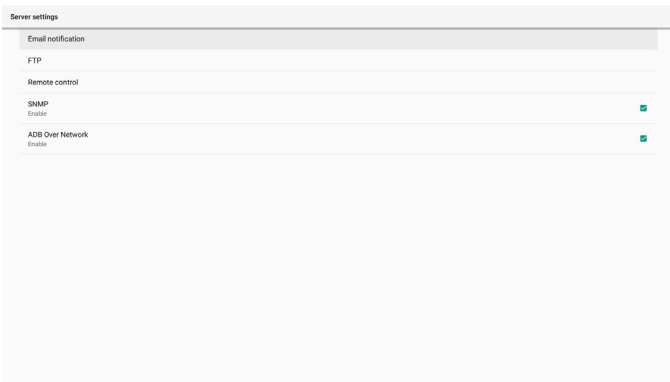 Server settings
Email notification
FTP
Remote control
SNMP
Enable
ADB Over Network
Enable